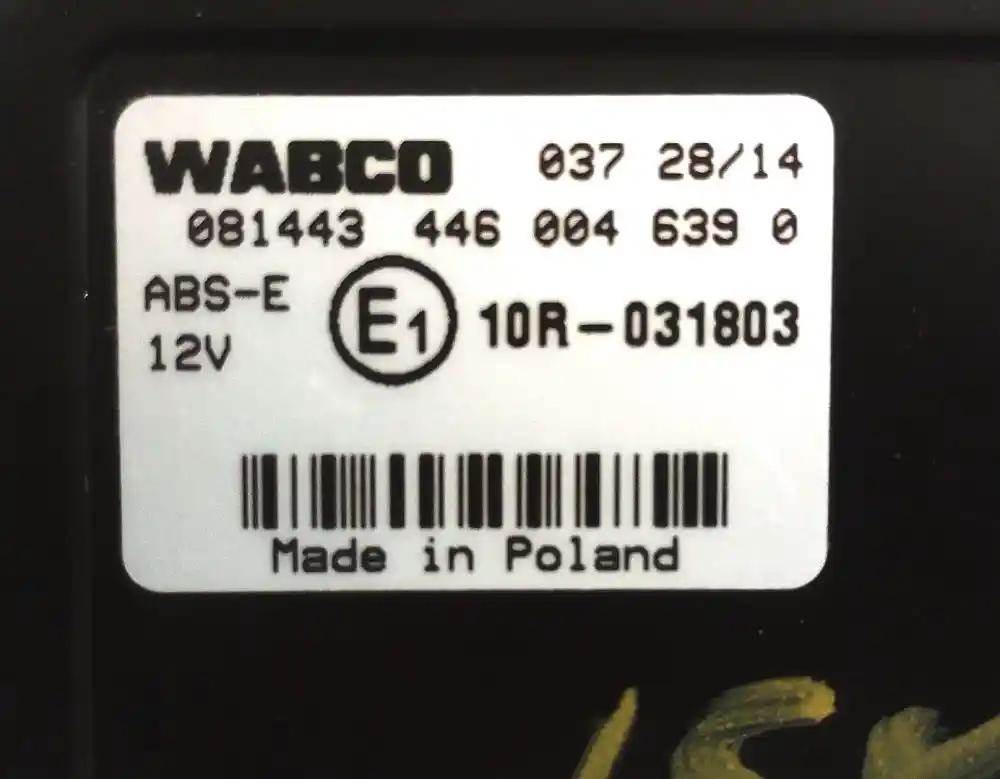 WABCO 037 28/14
081443 446 004 639 0
ABS-E E1 10R-031803
12V
Made in Poland